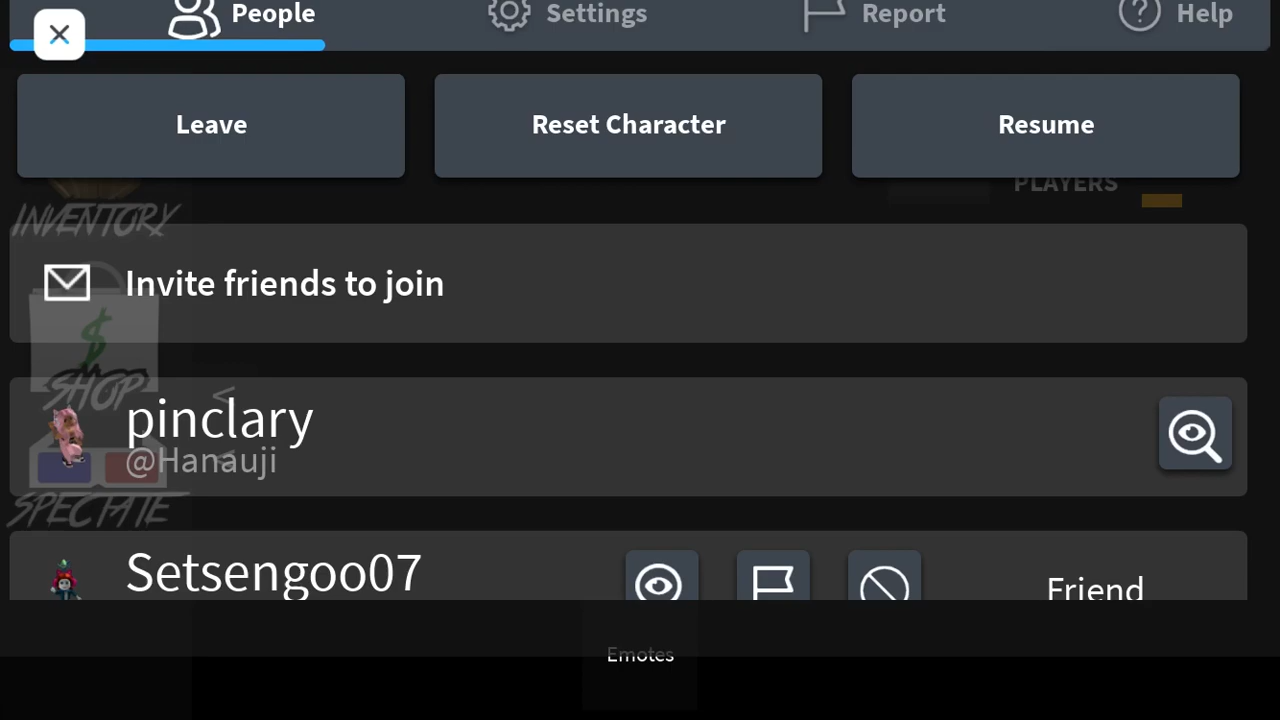 People
Settings
Report
Help
Leave
Reset Character
Resume
PLAYERS
INVENTORY
Invite friends to join
$
SHOP
<
pinclary
@Hanauji
<
SPECTATE
Setsengoo07
Friend
Emotes